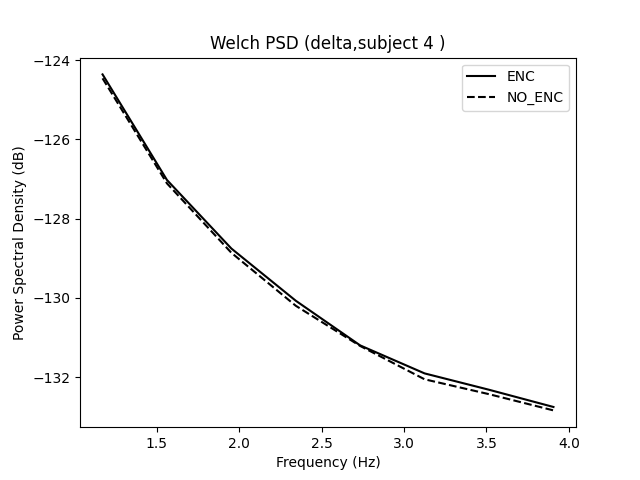 Welch PSD (delta,subject 4 )
ENC
NO_ENC
Power Spectral Density (dB)
−124
−126
−128
−130
−132
1.5 2.0 2.5 3.0 3.5 4.0
Frequency (Hz)